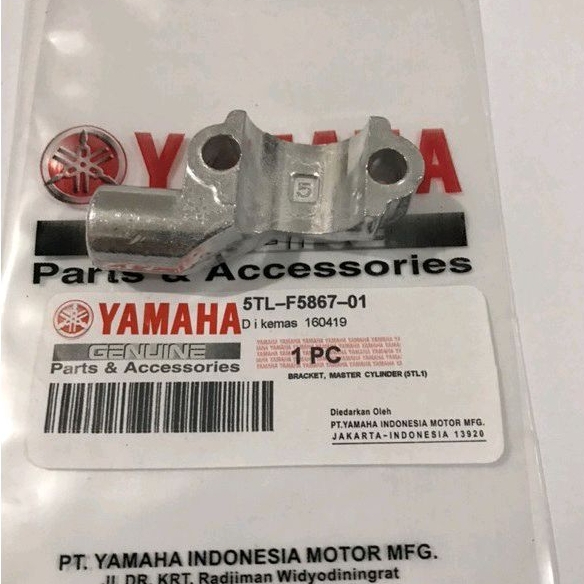 YAMAHA
Parts & Accessories
5
YAMAHA
GENUINE
Parts & Accessories
5TL-F5867-01
Dikemas 160419
1 PC
BRACKET, MASTER CYLINDER (5TL1)
Diedarkan Oleh
PT.YAMAHA INDONESIA MOTOR MFG.
JAKARTA-INDONESIA 13920
PT. YAMAHA INDONESIA MOTOR MFG.
Jl. DR. KRT. Radjiman Widyodiningrat